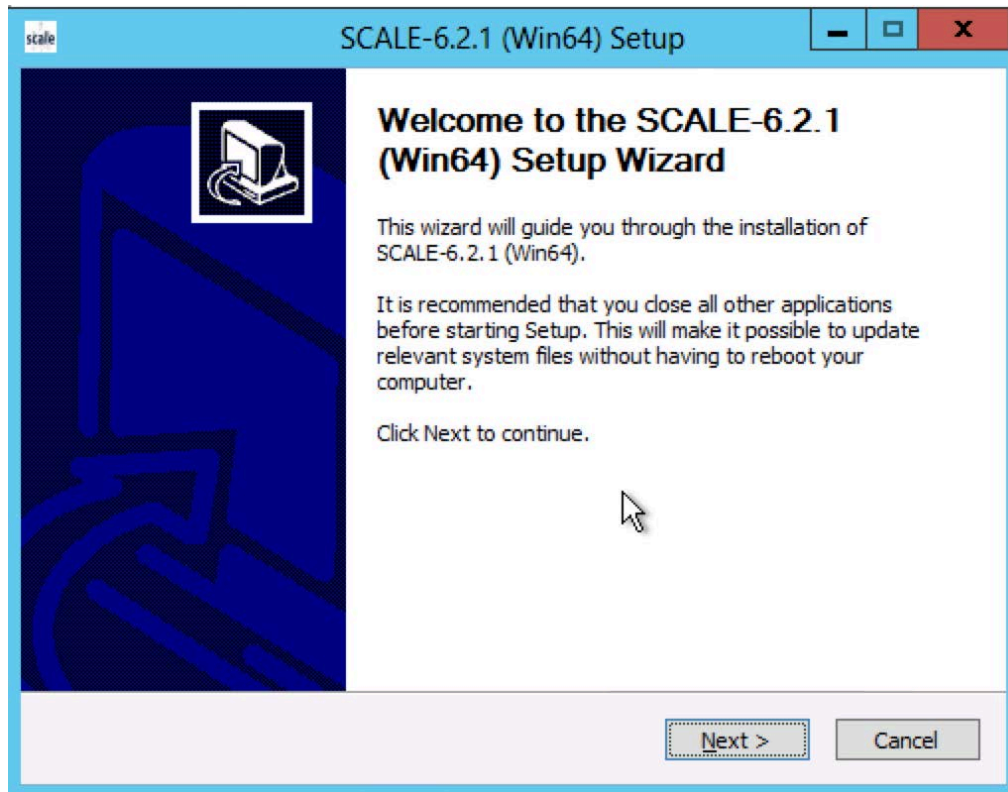 scale
SCALE-6.2.1 (Win64) Setup
X
Welcome to the SCALE-6.2.1
(Win64) Setup Wizard
This wizard will guide you through the installation of
SCALE-6.2.1 (Win64).
It is recommended that you close all other applications
before starting Setup. This will make it possible to update
relevant system files without having to reboot your
computer.
Click Next to continue.
Next >
Cancel